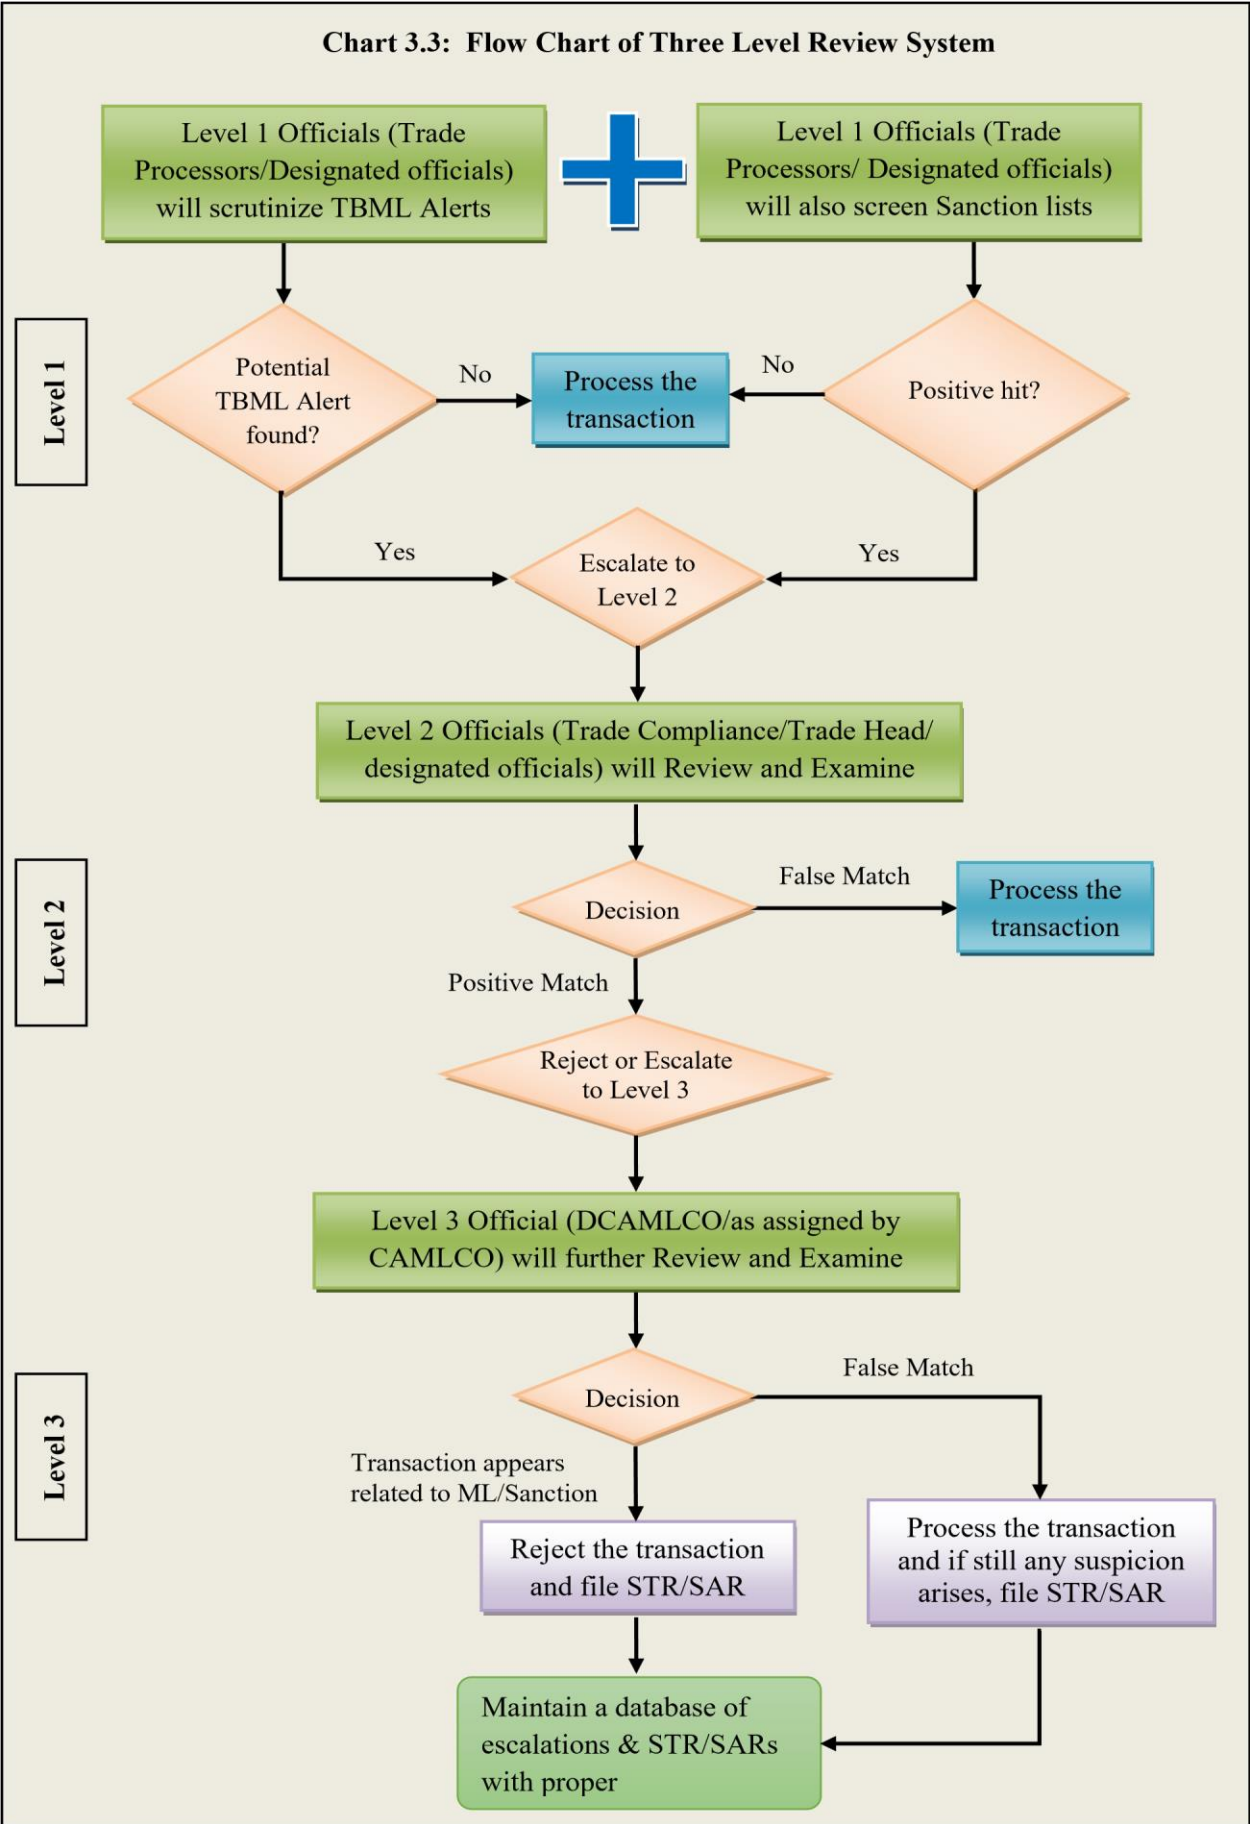 Chart 3.3: Flow Chart of Three Level Review System
Level 1 Officials (Trade
Processors/Designated officials)
will scrutinize TBML Alerts
Level 1 Officials (Trade
Processors/ Designated officials)
will also screen Sanction lists
Level 1
Potential
TBML Alert
found?
No
Process the
transaction
No
Positive hit?
Yes
Escalate to
Level 2
Yes
Level 2 Officials (Trade Compliance/Trade Head/
designated officials) will Review and Examine
Level 2
Decision
False Match
Process the
transaction
Positive Match
Reject or Escalate
to Level 3
Level 3 Official (DCAMLCO/as assigned by
CAMLCO) will further Review and Examine
Level 3
Decision
False Match
Transaction appears
related to ML/Sanction
Reject the transaction
and file STR/SAR
Process the transaction
and if still any suspicion
arises, file STR/SAR
Maintain a database of
escalations & STR/SARs
with proper